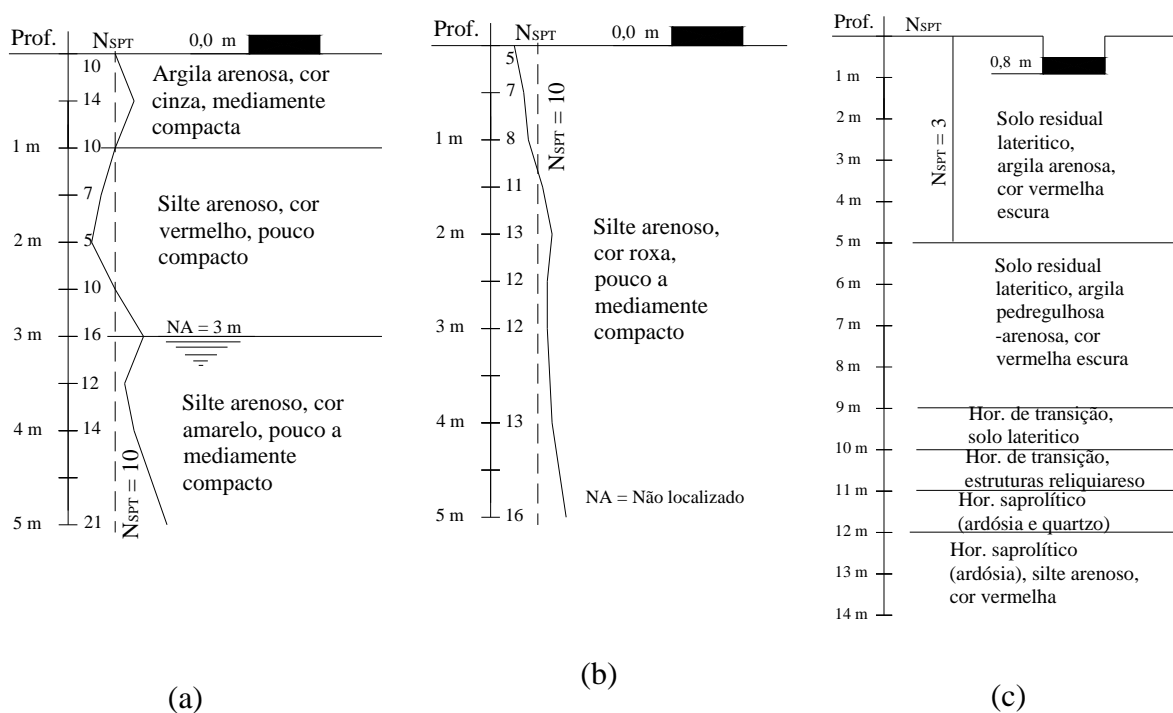 Prof.
NSPT
0,0 m
10
14
1 m
10
7
2 m
5
10
3 m
16
12
4 m
14
5 m
21
NSPT = 10
Argila arenosa, cor
cinza, mediamente
compacta
Silte arenoso, cor
vermelho, pouco
compacto
NA = 3 m
Silte arenoso, cor
amarelo, pouco a
mediamente
compacto
(a)
Prof.
NSPT
0,0 m
5
7
1 m
8
11
2 m
13
12
3 m
12
4 m
13
5 m
16
NSPT = 10
Silte arenoso,
cor roxa,
pouco a
mediamente
compacto
NA = Não localizado
(b)
Prof.
NSPT
0,8 m
1 m
2 m
3 m
4 m
5 m
6 m
7 m
8 m
9 m
10 m
11 m
12 m
13 m
14 m
NSPT = 3
Solo residual
lateritico,
argila arenosa,
cor vermelha
escura
Solo residual
lateritico, argila
pedregulhosa
-arenosa, cor
vermelha escura
Hor. de transição,
solo lateritico
Hor. de transição,
estruturas reliquiareso
Hor. saprolítico
(ardósia e quartzo)
Hor. saprolítico
(ardósia), silte arenoso,
cor vermelha
(c)